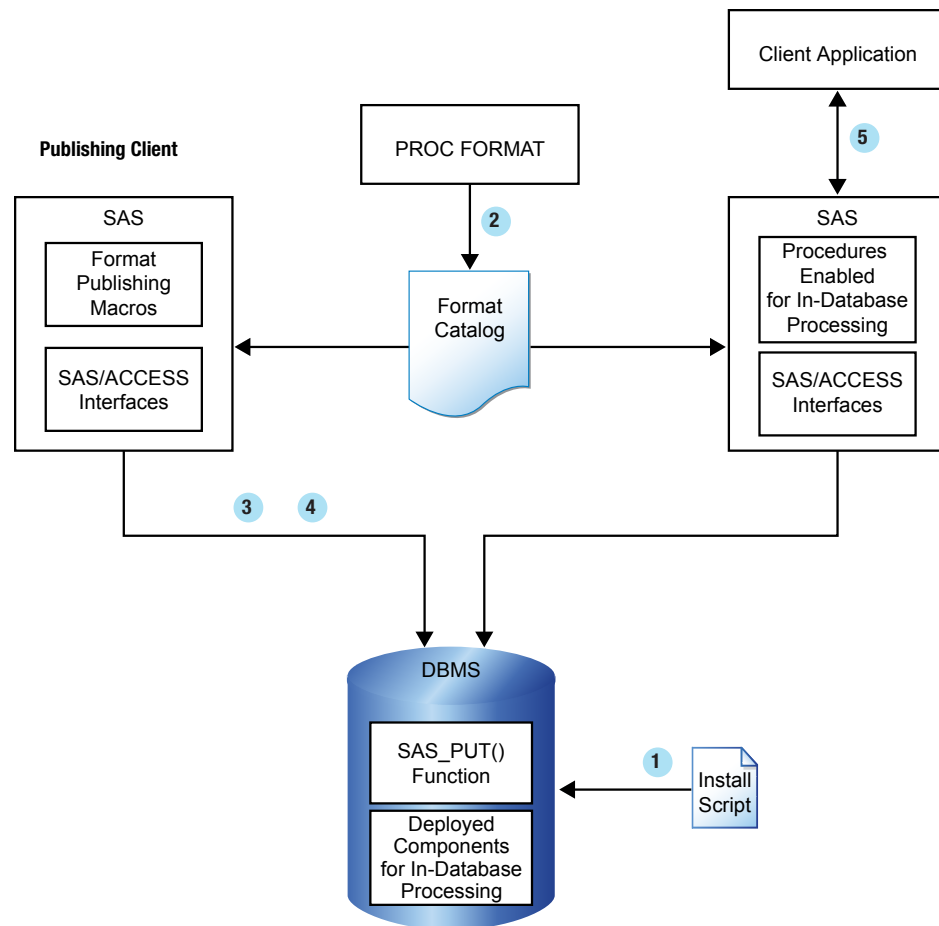 Client Application
5
PROC FORMAT
Publishing Client
2
SAS
Format
Publishing
Macros
SAS/ACCESS
Interfaces
Format
Catalog
SAS
Procedures
Enabled
for In-Database
Processing
SAS/ACCESS
Interfaces
3 4
DBMS
SAS_PUT()
Function
Deployed
Components
for In-Database
Processing
1
Install
Script